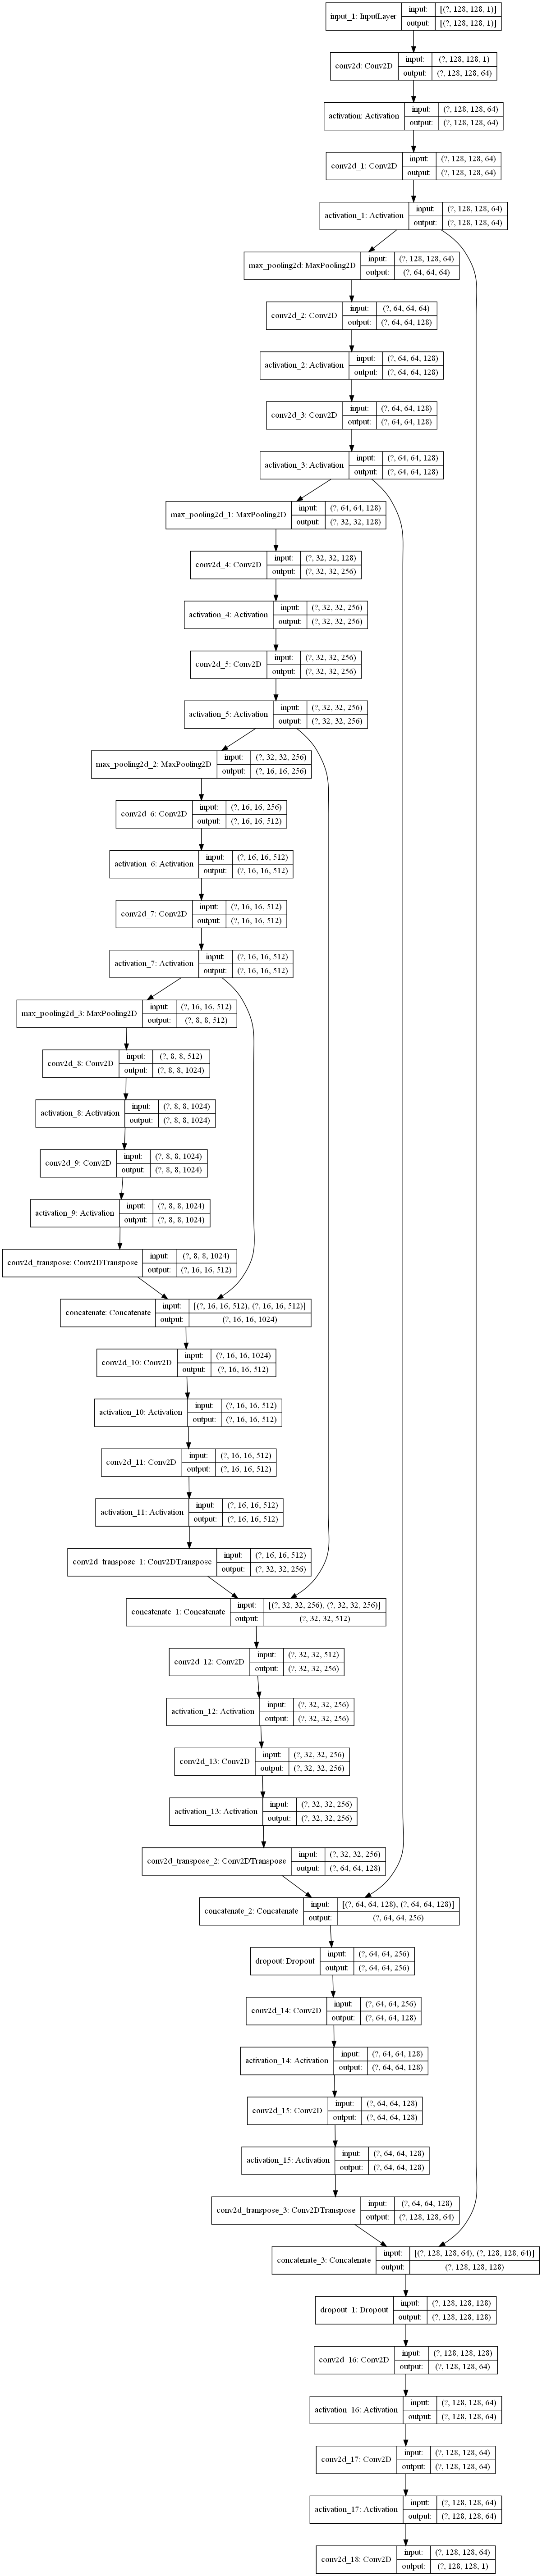 input_1: InputLayer input: [(?, 128, 128, 1)]
output: [(?, 128, 128, 1)]
conv2d: Conv2D input: (?, 128, 128, 1)
output: (?, 128, 128, 64)
activation: Activation input: (?, 128, 128, 64)
output: (?, 128, 128, 64)
conv2d_1: Conv2D input: (?, 128, 128, 64)
output: (?, 128, 128, 64)
activation_1: Activation input: (?, 128, 128, 64)
output: (?, 128, 128, 64)
max_pooling2d: MaxPooling2D input: (?, 128, 128, 64)
output: (?, 64, 64, 64)
conv2d_2: Conv2D input: (?, 64, 64, 64)
output: (?, 64, 64, 128)
activation_2: Activation input: (?, 64, 64, 128)
output: (?, 64, 64, 128)
conv2d_3: Conv2D input: (?, 64, 64, 128)
output: (?, 64, 64, 128)
activation_3: Activation input: (?, 64, 64, 128)
output: (?, 64, 64, 128)
max_pooling2d_1: MaxPooling2D input: (?, 64, 64, 128)
output: (?, 32, 32, 128)
conv2d_4: Conv2D input: (?, 32, 32, 128)
output: (?, 32, 32, 256)
activation_4: Activation input: (?, 32, 32, 256)
output: (?, 32, 32, 256)
conv2d_5: Conv2D input: (?, 32, 32, 256)
output: (?, 32, 32, 256)
activation_5: Activation input: (?, 32, 32, 256)
output: (?, 32, 32, 256)
max_pooling2d_2: MaxPooling2D input: (?, 32, 32, 256)
output: (?, 16, 16, 256)
conv2d_6: Conv2D input: (?, 16, 16, 256)
output: (?, 16, 16, 512)
activation_6: Activation input: (?, 16, 16, 512)
output: (?, 16, 16, 512)
conv2d_7: Conv2D input: (?, 16, 16, 512)
output: (?, 16, 16, 512)
activation_7: Activation input: (?, 16, 16, 512)
output: (?, 16, 16, 512)
max_pooling2d_3: MaxPooling2D input: (?, 16, 16, 512)
output: (?, 8, 8, 512)
conv2d_8: Conv2D input: (?, 8, 8, 512)
output: (?, 8, 8, 1024)
activation_8: Activation input: (?, 8, 8, 1024)
output: (?, 8, 8, 1024)
conv2d_9: Conv2D input: (?, 8, 8, 1024)
output: (?, 8, 8, 1024)
activation_9: Activation input: (?, 8, 8, 1024)
output: (?, 8, 8, 1024)
conv2d_transpose: Conv2DTranspose input: (?, 8, 8, 1024)
output: (?, 16, 16, 512)
concatenate: Concatenate input: [(?, 16, 16, 512), (?, 16, 16, 512)]
output: (?, 16, 16, 1024)
conv2d_10: Conv2D input: (?, 16, 16, 1024)
output: (?, 16, 16, 512)
activation_10: Activation input: (?, 16, 16, 512)
output: (?, 16, 16, 512)
conv2d_11: Conv2D input: (?, 16, 16, 512)
output: (?, 16, 16, 512)
activation_11: Activation input: (?, 16, 16, 512)
output: (?, 16, 16, 512)
conv2d_transpose_1: Conv2DTranspose input: (?, 16, 16, 512)
output: (?, 32, 32, 256)
concatenate_1: Concatenate input: [(?, 32, 32, 256), (?, 32, 32, 256)]
output: (?, 32, 32, 512)
conv2d_12: Conv2D input: (?, 32, 32, 512)
output: (?, 32, 32, 256)
activation_12: Activation input: (?, 32, 32, 256)
output: (?, 32, 32, 256)
conv2d_13: Conv2D input: (?, 32, 32, 256)
output: (?, 32, 32, 256)
activation_13: Activation input: (?, 32, 32, 256)
output: (?, 32, 32, 256)
conv2d_transpose_2: Conv2DTranspose input: (?, 32, 32, 256)
output: (?, 64, 64, 128)
concatenate_2: Concatenate input: [(?, 64, 64, 128), (?, 64, 64, 128)]
output: (?, 64, 64, 256)
dropout: Dropout input: (?, 64, 64, 256)
output: (?, 64, 64, 256)
conv2d_14: Conv2D input: (?, 64, 64, 256)
output: (?, 64, 64, 128)
activation_14: Activation input: (?, 64, 64, 128)
output: (?, 64, 64, 128)
conv2d_15: Conv2D input: (?, 64, 64, 128)
output: (?, 64, 64, 128)
activation_15: Activation input: (?, 64, 64, 128)
output: (?, 64, 64, 128)
conv2d_transpose_3: Conv2DTranspose input: (?, 64, 64, 128)
output: (?, 128, 128, 64)
concatenate_3: Concatenate input: [(?, 128, 128, 64), (?, 128, 128, 64)]
output: (?, 128, 128, 128)
dropout_1: Dropout input: (?, 128, 128, 128)
output: (?, 128, 128, 128)
conv2d_16: Conv2D input: (?, 128, 128, 128)
output: (?, 128, 128, 64)
activation_16: Activation input: (?, 128, 128, 64)
output: (?, 128, 128, 64)
conv2d_17: Conv2D input: (?, 128, 128, 64)
output: (?, 128, 128, 64)
activation_17: Activation input: (?, 128, 128, 64)
output: (?, 128, 128, 64)
conv2d_18: Conv2D input: (?, 128, 128, 64)
output: (?, 128, 128, 1)